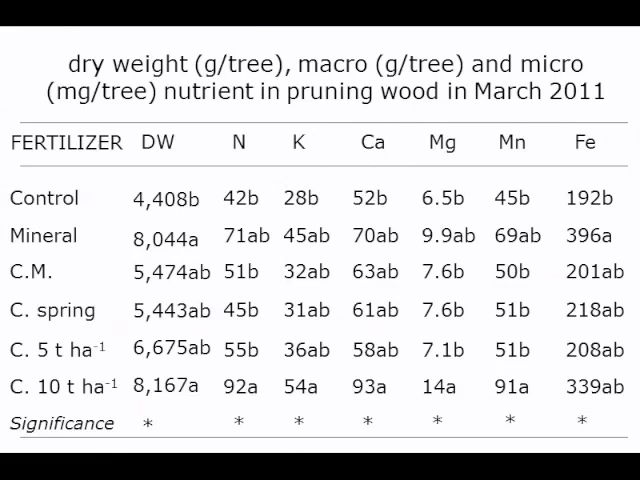 dry weight (g/tree), macro (g/tree) and micro
(mg/tree) nutrient in pruning wood in March 2011
FERTILIZER DW N K Ca Mg Mn Fe
Control 4,408b 42b 28b 52b 6.5b 45b 192b
Mineral 8,044a 71ab 45ab 70ab 9.9ab 69ab 396a
C.M. 5,474ab 51b 32ab 63ab 7.6b 50b 201ab
C. spring 5,443ab 45b 31ab 61ab 7.6b 51b 218ab
C. 5 t ha⁻¹ 6,675ab 55b 36ab 58ab 7.1b 51b 208ab
C. 10 t ha⁻¹ 8,167a 92a 54a 93a 14a 91a 339ab
Significance * * * * * * *